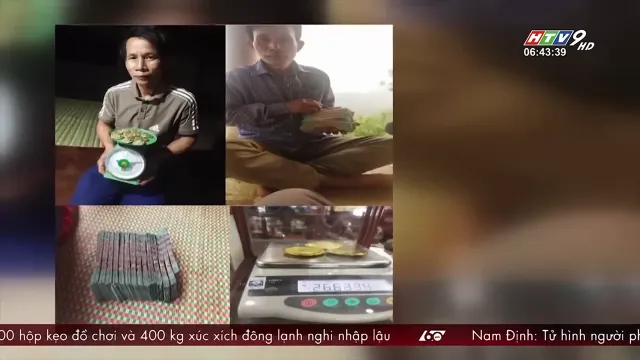 HTV9 HD
06:43:39
266394
00 hộp kẹo đồ chơi và 400 kg xúc xích đông lạnh nghi nhập lậu
60
Nam Định: Tử hình người p